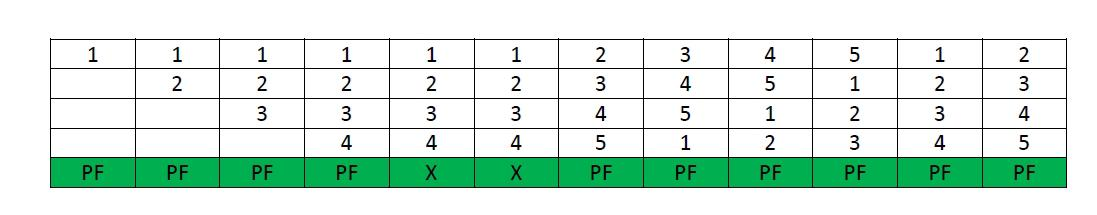 1 1 1 1 1 1 2 3 4 5 1 2
2 2 2 2 2 3 4 5 1 2 3
3 3 3 3 4 5 1 2 3 4
4 4 4 5 1 2 3 4 5
PF PF PF PF X X PF PF PF PF PF PF